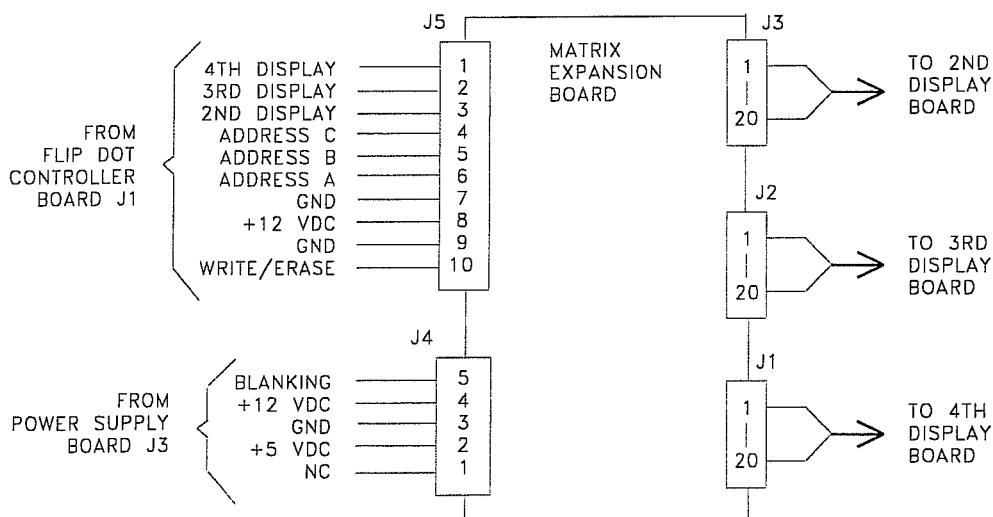 J5
4TH DISPLAY 1
3RD DISPLAY 2
2ND DISPLAY 3
ADDRESS C 4
ADDRESS B 5
ADDRESS A 6
GND 7
+12 VDC 8
GND 9
WRITE/ERASE 10
FROM
FLIP DOT
CONTROLLER
BOARD J1
J4
BLANKING 5
+12 VDC 4
GND 3
+5 VDC 2
NC 1
FROM
POWER SUPPLY
BOARD J3
MATRIX
EXPANSION
BOARD
J3
1
20
TO 2ND
DISPLAY
BOARD
J2
1
20
TO 3RD
DISPLAY
BOARD
J1
1
20
TO 4TH
DISPLAY
BOARD